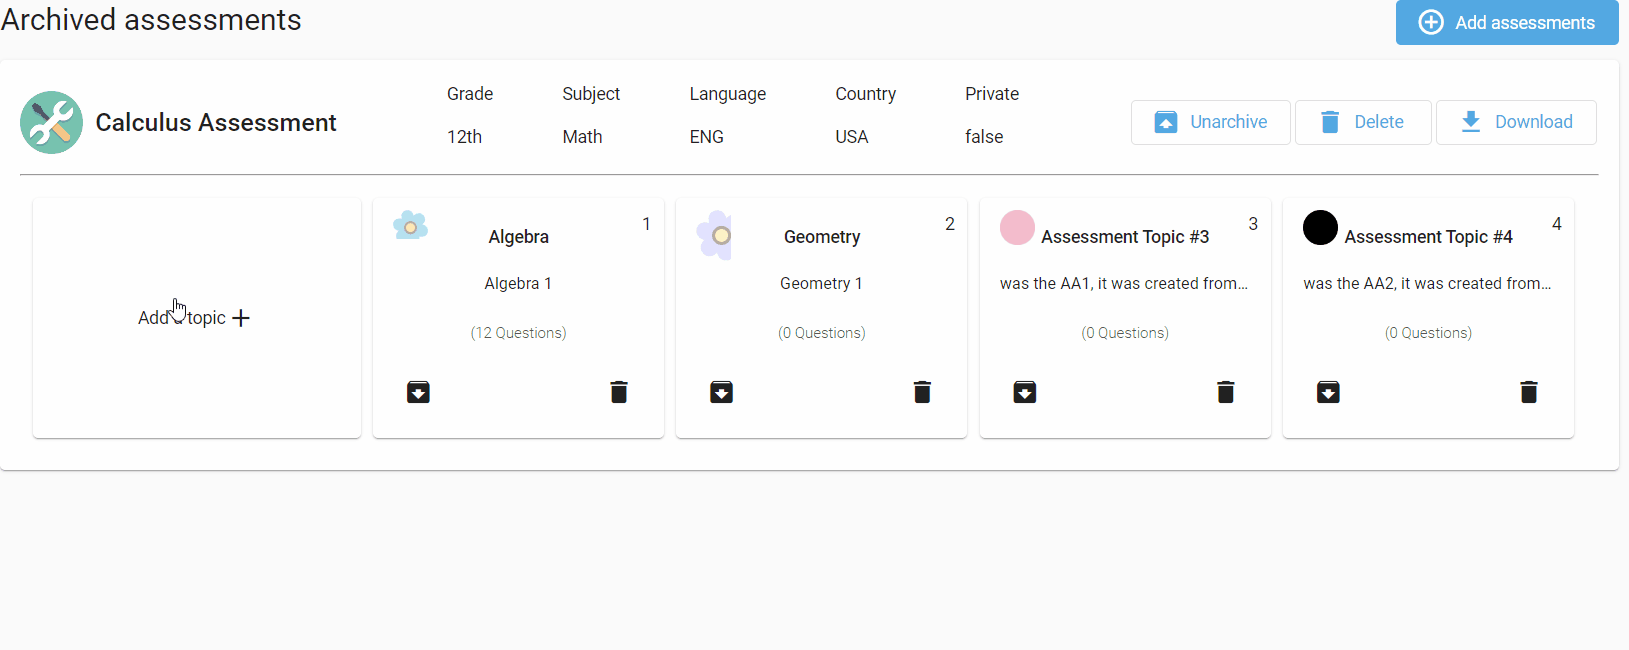 Archived assessments
Add assessments
Calculus Assessment
Grade Subject Language Country Private
12th Math ENG USA false
Unarchive Delete Download
Add a topic
Algebra 1
Algebra 1
(12 Questions)
Geometry 2
Geometry 1
(0 Questions)
Assessment Topic #3 3
was the AA1, it was created from...
(0 Questions)
Assessment Topic #4 4
was the AA2, it was created from...
(0 Questions)